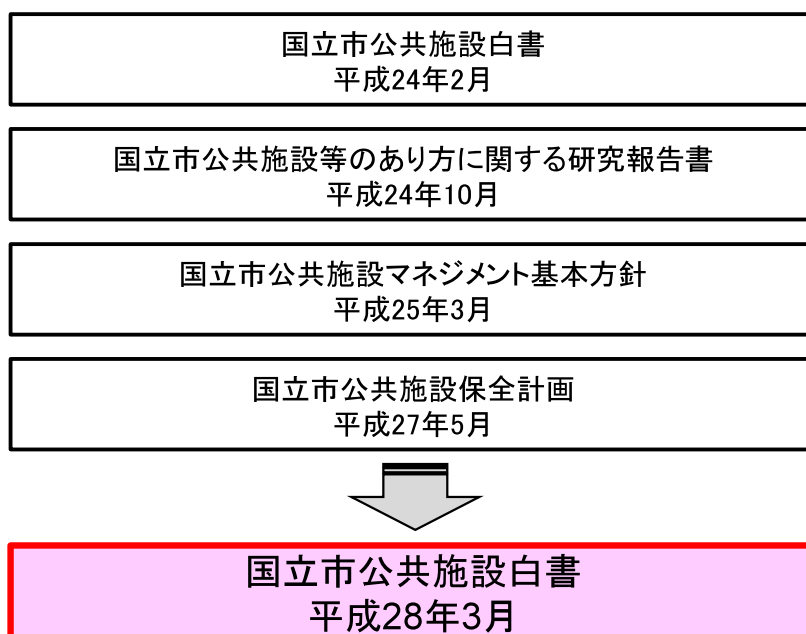 国立市公共施設白書
平成24年2月
国立市公共施設等のあり方に関する研究報告書
平成24年10月
国立市公共施設マネジメント基本方針
平成25年3月
国立市公共施設保全計画
平成27年5月
国立市公共施設白書
平成28年3月